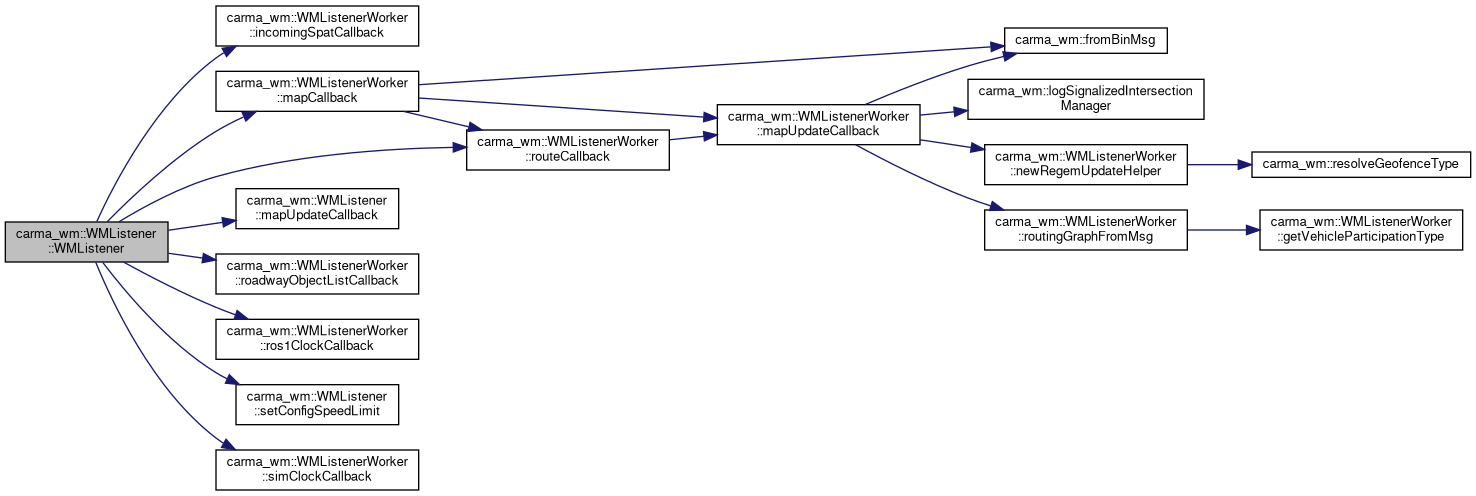 carma_wm::WMListener
::WMListener
carma_wm::WMListenerWorker
::incomingSpatCallback
carma_wm::WMListenerWorker
::mapCallback
carma_wm::WMListenerWorker
::routeCallback
carma_wm::WMListener
::mapUpdateCallback
carma_wm::WMListenerWorker
::roadwayObjectListCallback
carma_wm::WMListenerWorker
::ros1ClockCallback
carma_wm::WMListener
::setConfigSpeedLimit
carma_wm::WMListenerWorker
::simClockCallback
carma_wm::WMListenerWorker
::mapUpdateCallback
carma_wm::fromBinMsg
carma_wm::logSignalizedIntersection
Manager
carma_wm::WMListenerWorker
::newRegemUpdateHelper
carma_wm::WMListenerWorker
::routingGraphFromMsg
carma_wm::resolveGeofenceType
carma_wm::WMListenerWorker
::getVehicleParticipationType